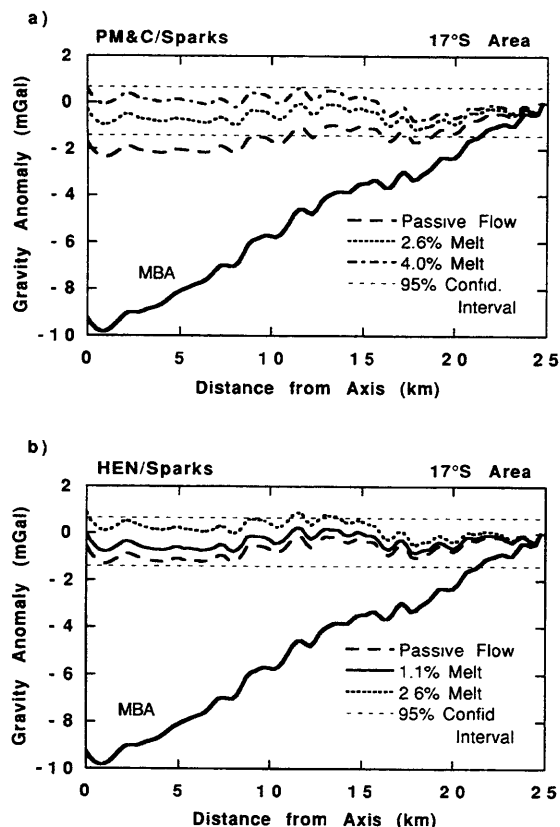 a)
PM&C/Sparks 17°S Area
2
0
-2
-4
-6
-8
-10
Gravity Anomaly (mGal)
MBA
Passive Flow
2.6% Melt
4.0% Melt
95% Confid.
Interval
0 5 10 15 20 25
Distance from Axis (km)
b)
HEN/Sparks 17°S Area
2
0
-2
-4
-6
-8
-10
Gravity Anomaly (mGal)
MBA
Passive Flow
1.1% Melt
2 6% Melt
95% Confid
Interval
0 5 10 15 20 25
Distance from Axis (km)